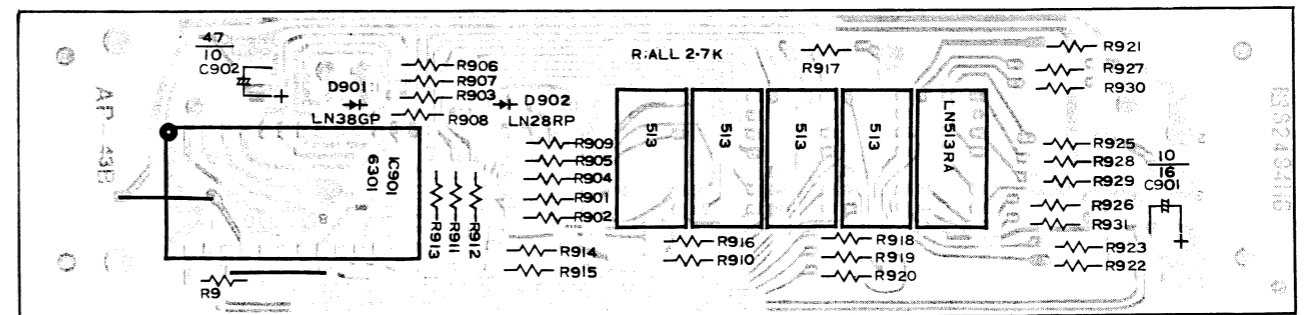 47
10
C902
D901
LN38GP
R906
R907
R903
R908
D902
LN28RP
R:ALL 2.7K
R917
R921
R927
R930
AP-43B
IC901
6301
R913
R911
R912
R909
R905
R904
R901
R902
R914
R915
R9
513
513
513
513
LN513RA
R916
R910
R918
R919
R920
R925
R928
R929
R926
R931
R923
R922
10
16
C901